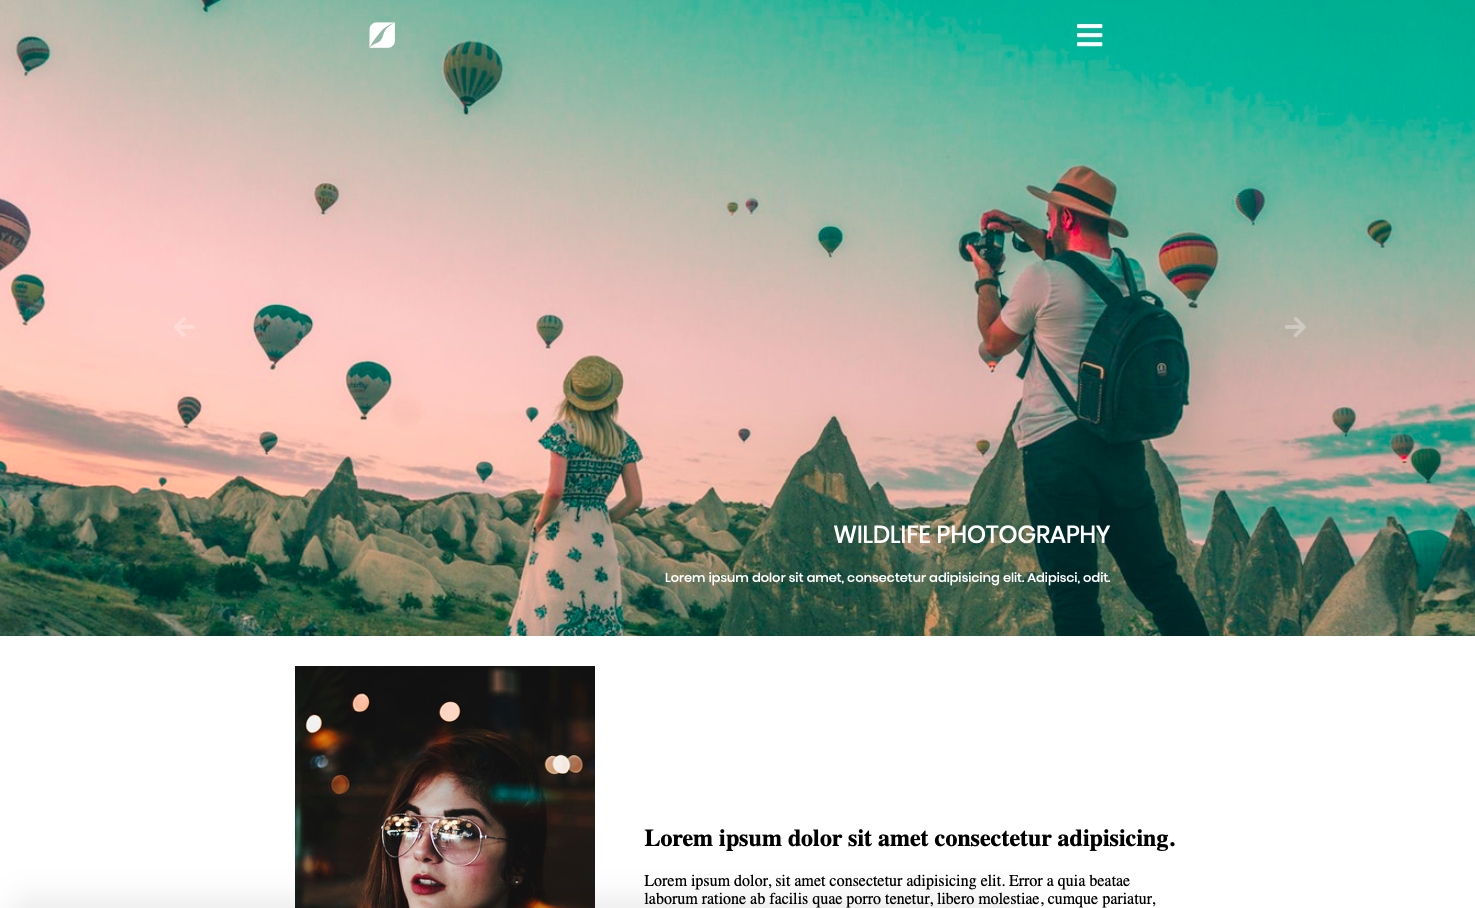 WILDLIFE PHOTOGRAPHY
Lorem ipsum dolor sit amet, consectetur adipisicing elit. Adipisci, odit.
Lorem ipsum dolor sit amet consectetur adipisicing.
Lorem ipsum dolor, sit amet consectetur adipisicing elit. Error a quia beatae
laborum ratione ab facilis quae porro tenetur, libero molestiae, cumque pariatur,